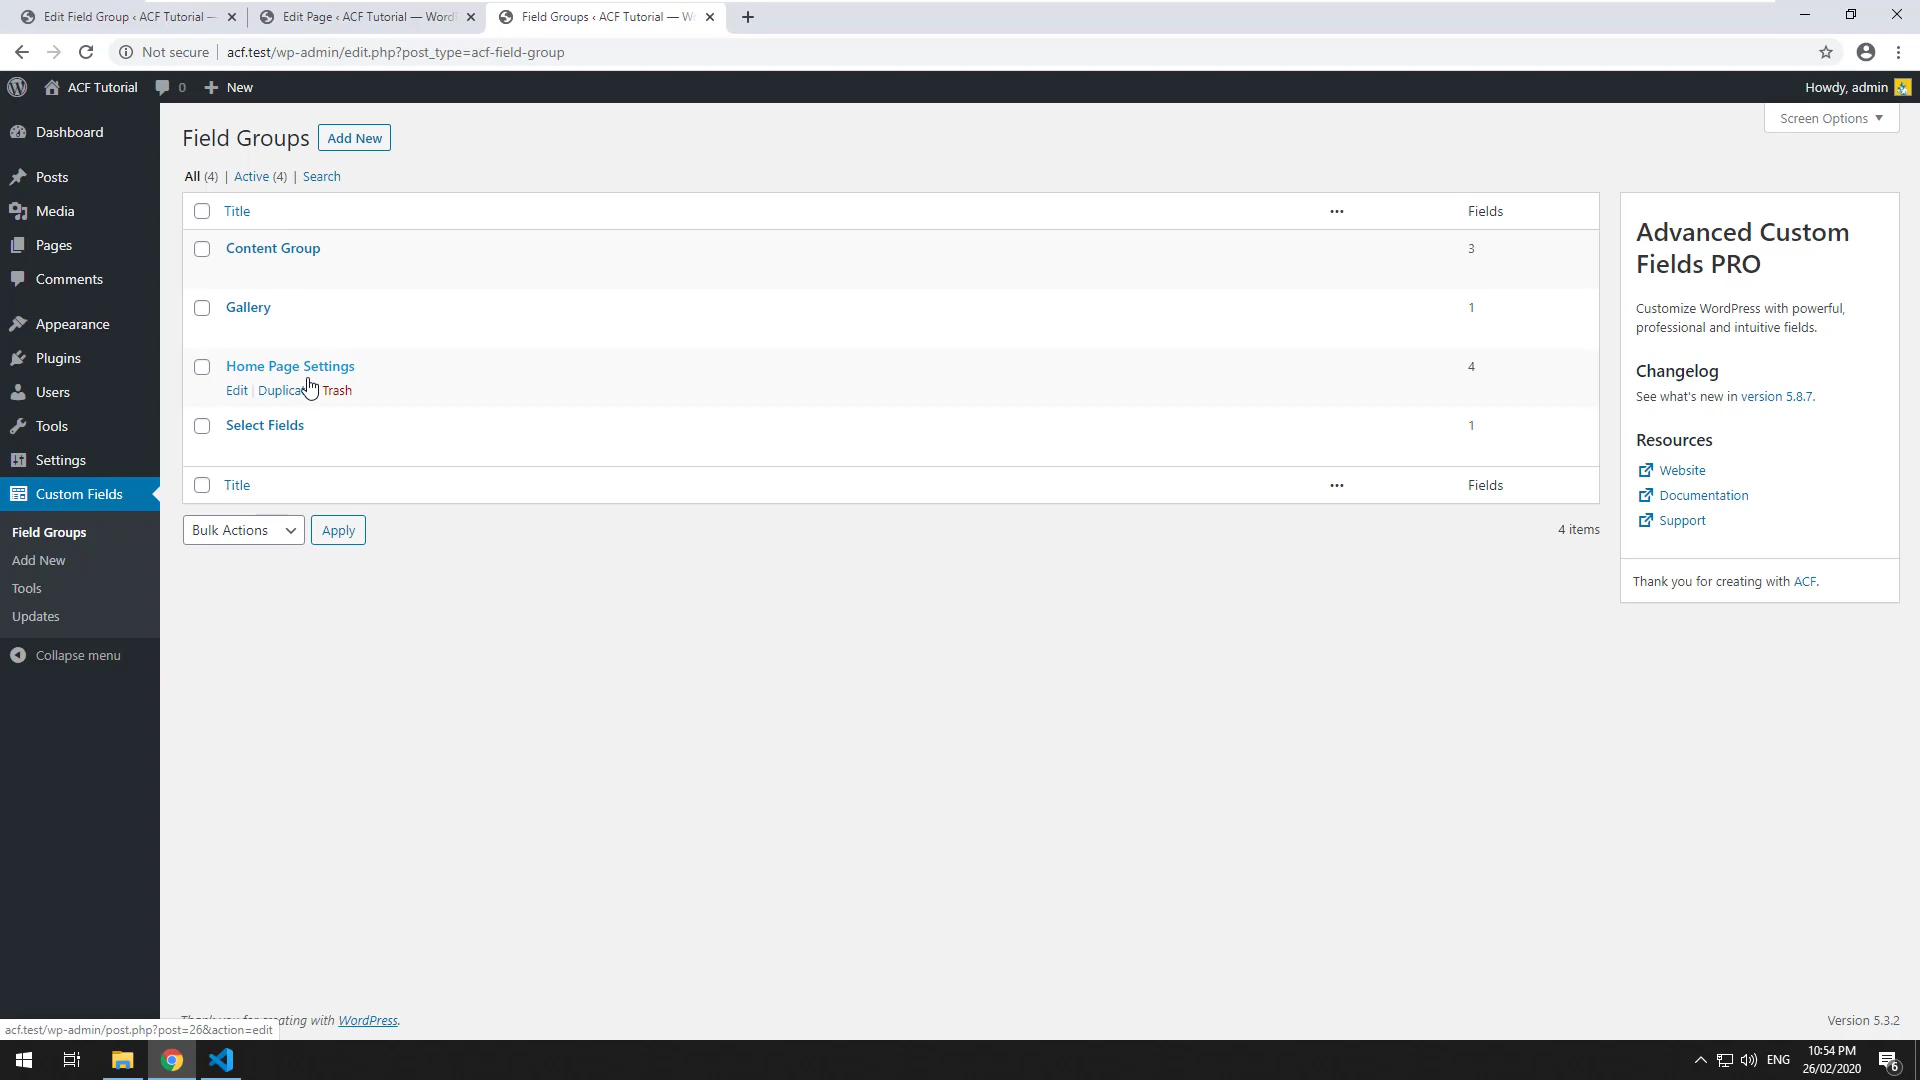 Edit Field Group ‹ ACF Tutorial —
Edit Page ‹ ACF Tutorial — Word
Field Groups ‹ ACF Tutorial — W
Not secure
acf.test/wp-admin/edit.php?post_type=acf-field-group
ACF Tutorial
0
New
Howdy, admin
Dashboard
Posts
Media
Pages
Comments
Appearance
Plugins
Users
Tools
Settings
Custom Fields
Field Groups
Add New
Tools
Updates
Collapse menu
Screen Options
Field Groups
Add New
All (4) | Active (4) | Search
Title
Fields
Content Group
3
Gallery
1
Home Page Settings
4
Edit | Trash
Select Fields
1
Title
Fields
Bulk Actions
Apply
4 items
Advanced Custom
Fields PRO
Customize WordPress with powerful,
professional and intuitive fields.
Changelog
See what's new in version 5.8.7.
Resources
Website
Documentation
Support
Thank you for creating with ACF.
creating with WordPress.
Version 5.3.2
acf.test/wp-admin/post.php?post=26&action=edit
ENG
10:54 PM
26/02/2020
6